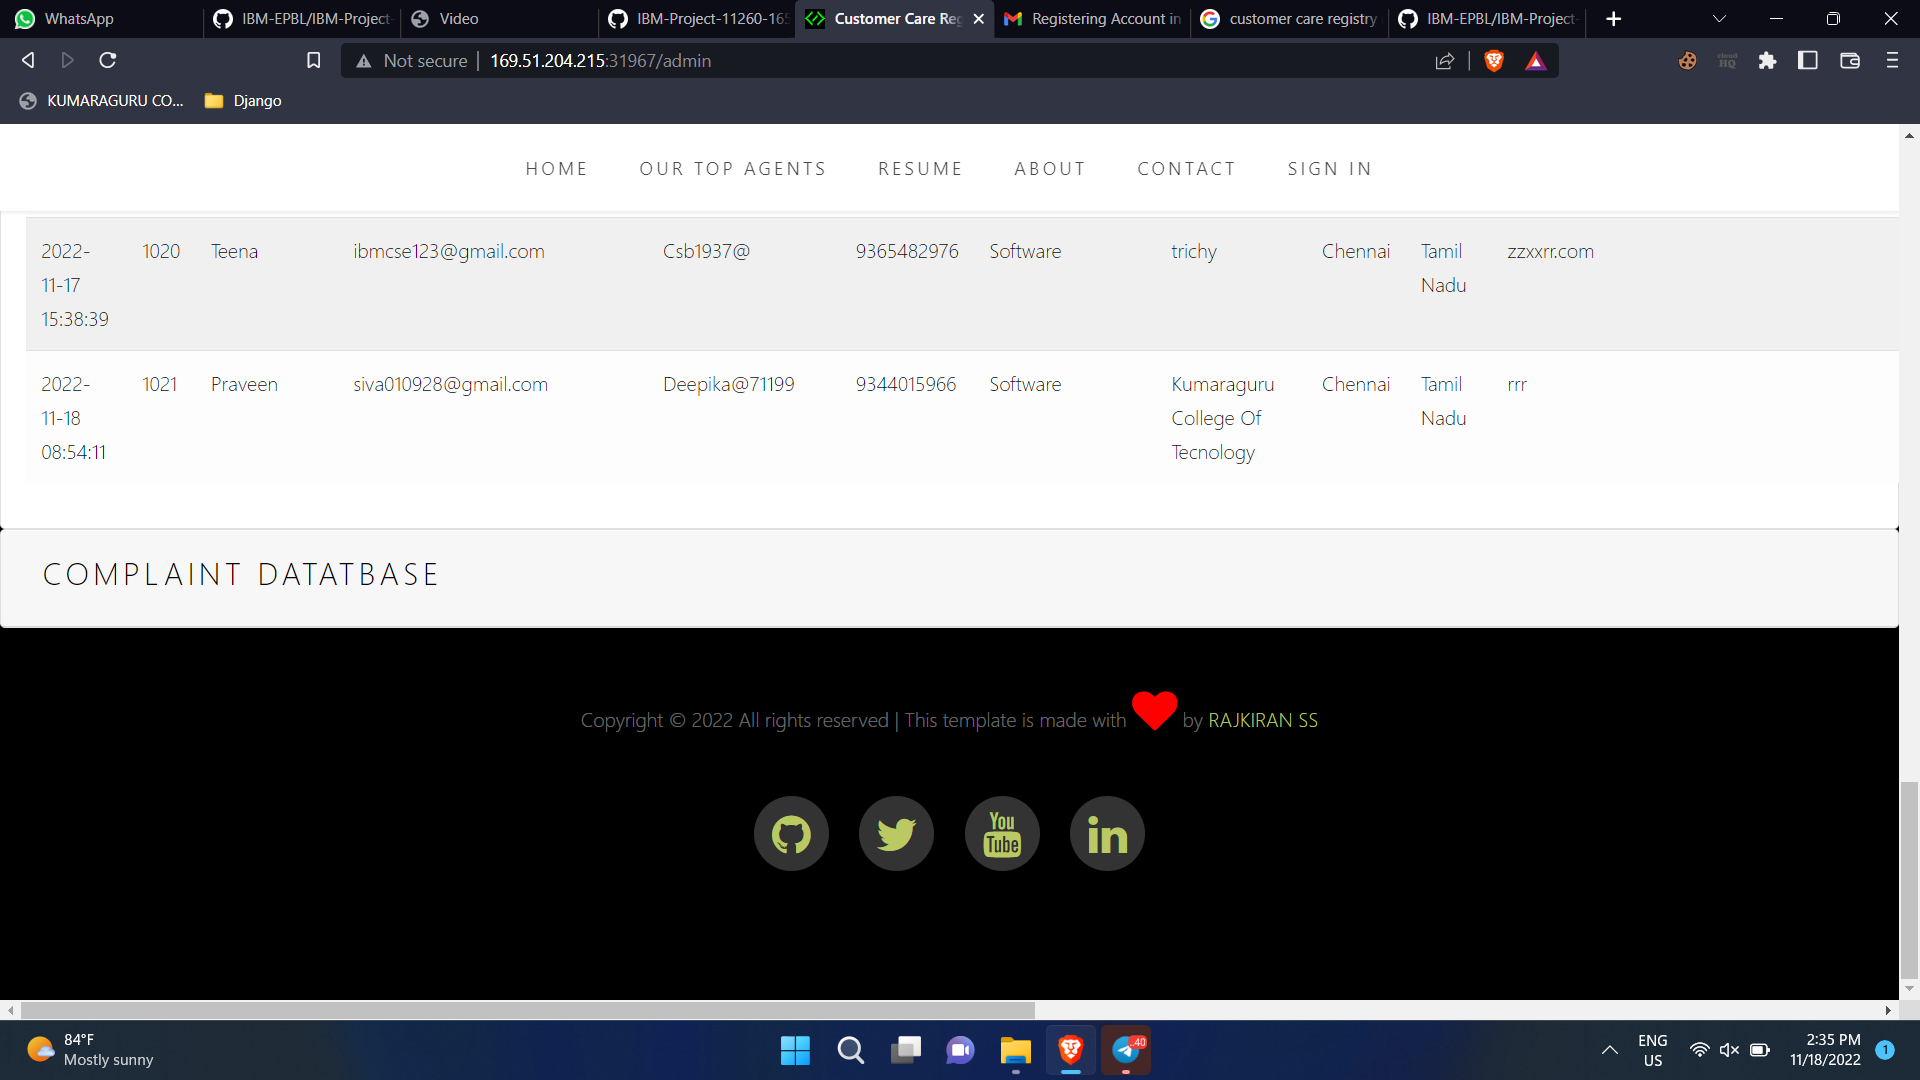 WhatsApp
IBM-EPBL/IBM-Project-
Video
IBM-Project-11260-165
Customer Care Reg
Registering Account in
customer care registry
IBM-EPBL/IBM-Project-
Not secure | 169.51.204.215:31967/admin
KUMARAGURU CO...
Django
HOME OUR TOP AGENTS RESUME ABOUT CONTACT SIGN IN
2022- 1020 Teena ibmcse123@gmail.com Csb1937@ 9365482976 Software trichy Chennai Tamil zzxxrr.com
11-17 Nadu
15:38:39
2022- 1021 Praveen siva010928@gmail.com Deepika@71199 9344015966 Software Kumaraguru Chennai Tamil rrr
11-18 College Of Nadu
08:54:11 Tecnology
COMPLAINT DATATBASE
Copyright © 2022 All rights reserved | This template is made with by RAJKIRAN SS
You
Tube
in
84°F
Mostly sunny
40
ENG
US
2:35 PM
11/18/2022
1